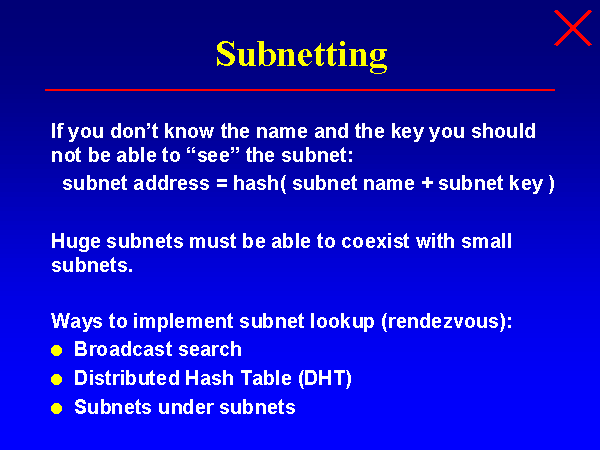 Subnetting
If you don’t know the name and the key you should
not be able to “see” the subnet:
subnet address = hash( subnet name + subnet key )
Huge subnets must be able to coexist with small
subnets.
Ways to implement subnet lookup (rendezvous):
● Broadcast search
● Distributed Hash Table (DHT)
● Subnets under subnets